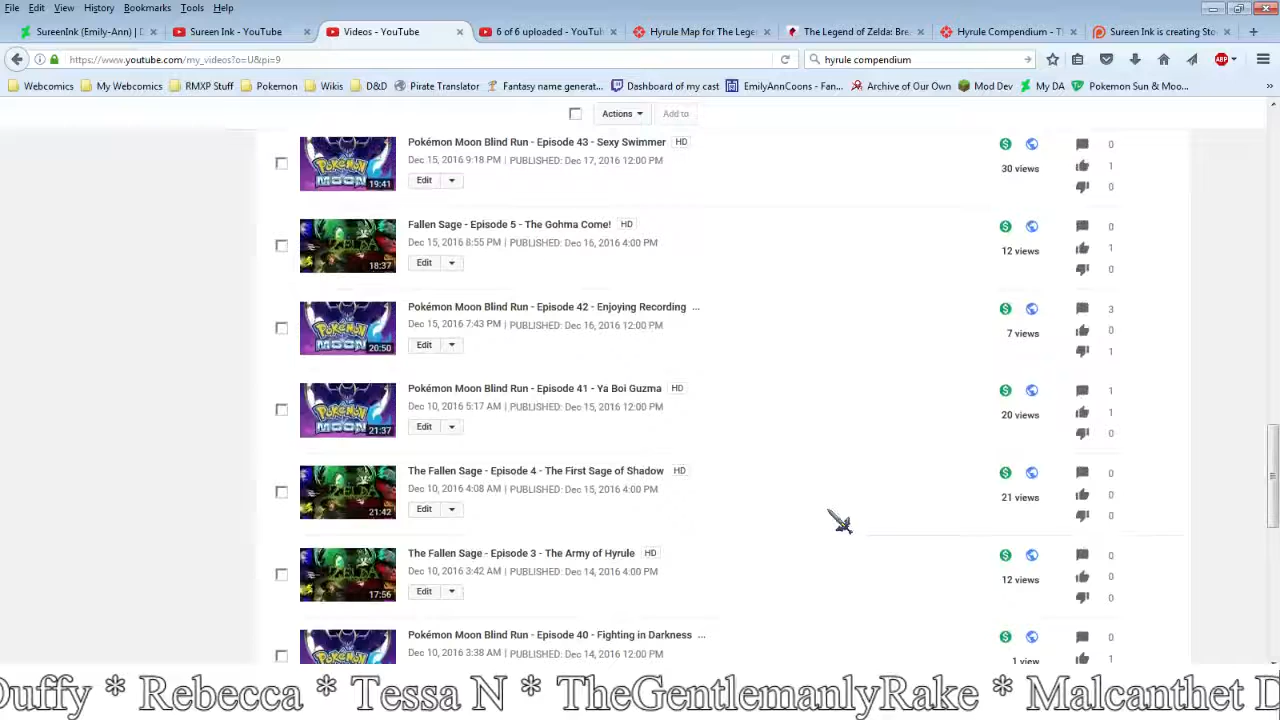 File Edit View History Bookmarks Tools Help
SureenInk (Emily-Ann) | D Sureen Ink - YouTube Videos - YouTube 6 of 6 uploaded - YouTu Hyrule Map for The Lege The Legend of Zelda: Bre Hyrule Compendium - T Sureen Ink is creating Sto
https://www.youtube.com/my_videos?o=U&pi=9 hyrule compendium ABP
Webcomics My Webcomics RMXP Stuff Pokemon Wikis D&D Pirate Translator Fantasy name generat... Dashboard of my cast EmilyAnnCoons - Fan... Archive of Our Own Mod Dev My DA Pokemon Sun & Moo... »
Actions Add to
Pokémon Moon Blind Run - Episode 43 - Sexy Swimmer HD 0
Dec 15, 2016 9:18 PM | PUBLISHED: Dec 17, 2016 12:00 PM 30 views 1
POKÉMON MOON 19:41 Edit 0
Fallen Sage - Episode 5 - The Gohma Come! HD 0
Dec 15, 2016 8:55 PM | PUBLISHED: Dec 16, 2016 4:00 PM 12 views 1
ZELDA 18:37 Edit 0
Pokémon Moon Blind Run - Episode 42 - Enjoying Recording ... 3
Dec 15, 2016 7:43 PM | PUBLISHED: Dec 16, 2016 12:00 PM 7 views 0
POKÉMON MOON 20:50 Edit 1
Pokémon Moon Blind Run - Episode 41 - Ya Boi Guzma HD 1
Dec 10, 2016 5:17 AM | PUBLISHED: Dec 15, 2016 12:00 PM 20 views 1
POKÉMON MOON 21:37 Edit 0
The Fallen Sage - Episode 4 - The First Sage of Shadow HD 0
Dec 10, 2016 4:08 AM | PUBLISHED: Dec 15, 2016 4:00 PM 21 views 0
ZELDA 21:42 Edit 0
The Fallen Sage - Episode 3 - The Army of Hyrule HD 0
Dec 10, 2016 3:42 AM | PUBLISHED: Dec 14, 2016 4:00 PM 12 views 0
ZELDA 17:56 Edit 0
Pokémon Moon Blind Run - Episode 40 - Fighting in Darkness ... 0
Dec 10, 2016 3:38 AM | PUBLISHED: Dec 14, 2016 12:00 PM 1 view 1
POKÉMON
Duffy * Rebecca * Tessa N * TheGentlemanlyRake * Malcanthet D